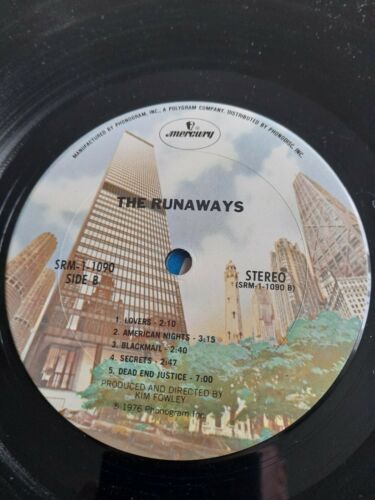 MANUFACTURED BY PHONOGRAM, INC., A POLYGRAM COMPANY. DISTRIBUTED BY PHONODISC, INC.
mercury
THE RUNAWAYS
SRM-1-1090
SIDE B
STEREO
(SRM-1-1090 B)
1. LOVERS - 2:10
2. AMERICAN NIGHTS - 3:15
3. BLACKMAIL - 2:40
4. SECRETS - 2:47
5. DEAD END JUSTICE - 7:00
PRODUCED AND DIRECTED BY
KIM FOWLEY
℗ 1976 Phonogram Inc.